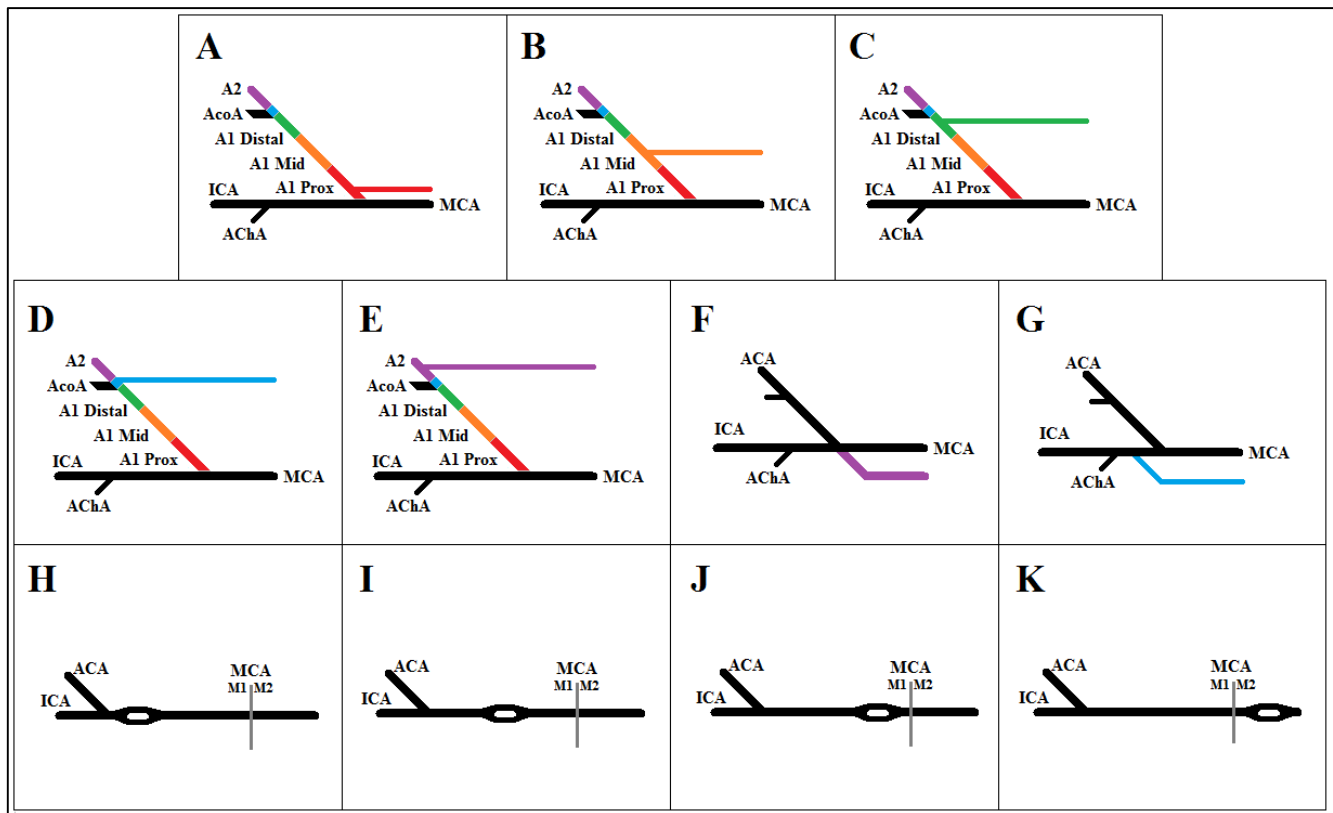 A
A2
AcoA
A1 Distal
A1 Mid
ICA
A1 Prox
MCA
AChA
B
A2
AcoA
A1 Distal
A1 Mid
ICA
A1 Prox
MCA
AChA
C
A2
AcoA
A1 Distal
A1 Mid
ICA
A1 Prox
MCA
AChA
D
A2
AcoA
A1 Distal
A1 Mid
ICA
A1 Prox
MCA
AChA
E
A2
AcoA
A1 Distal
A1 Mid
ICA
A1 Prox
MCA
AChA
F
ACA
ICA
MCA
AChA
G
ACA
ICA
MCA
AChA
H
ACA
MCA
M1 M2
ICA
I
ACA
MCA
M1 M2
ICA
J
ACA
MCA
M1 M2
ICA
K
ACA
MCA
M1 M2
ICA